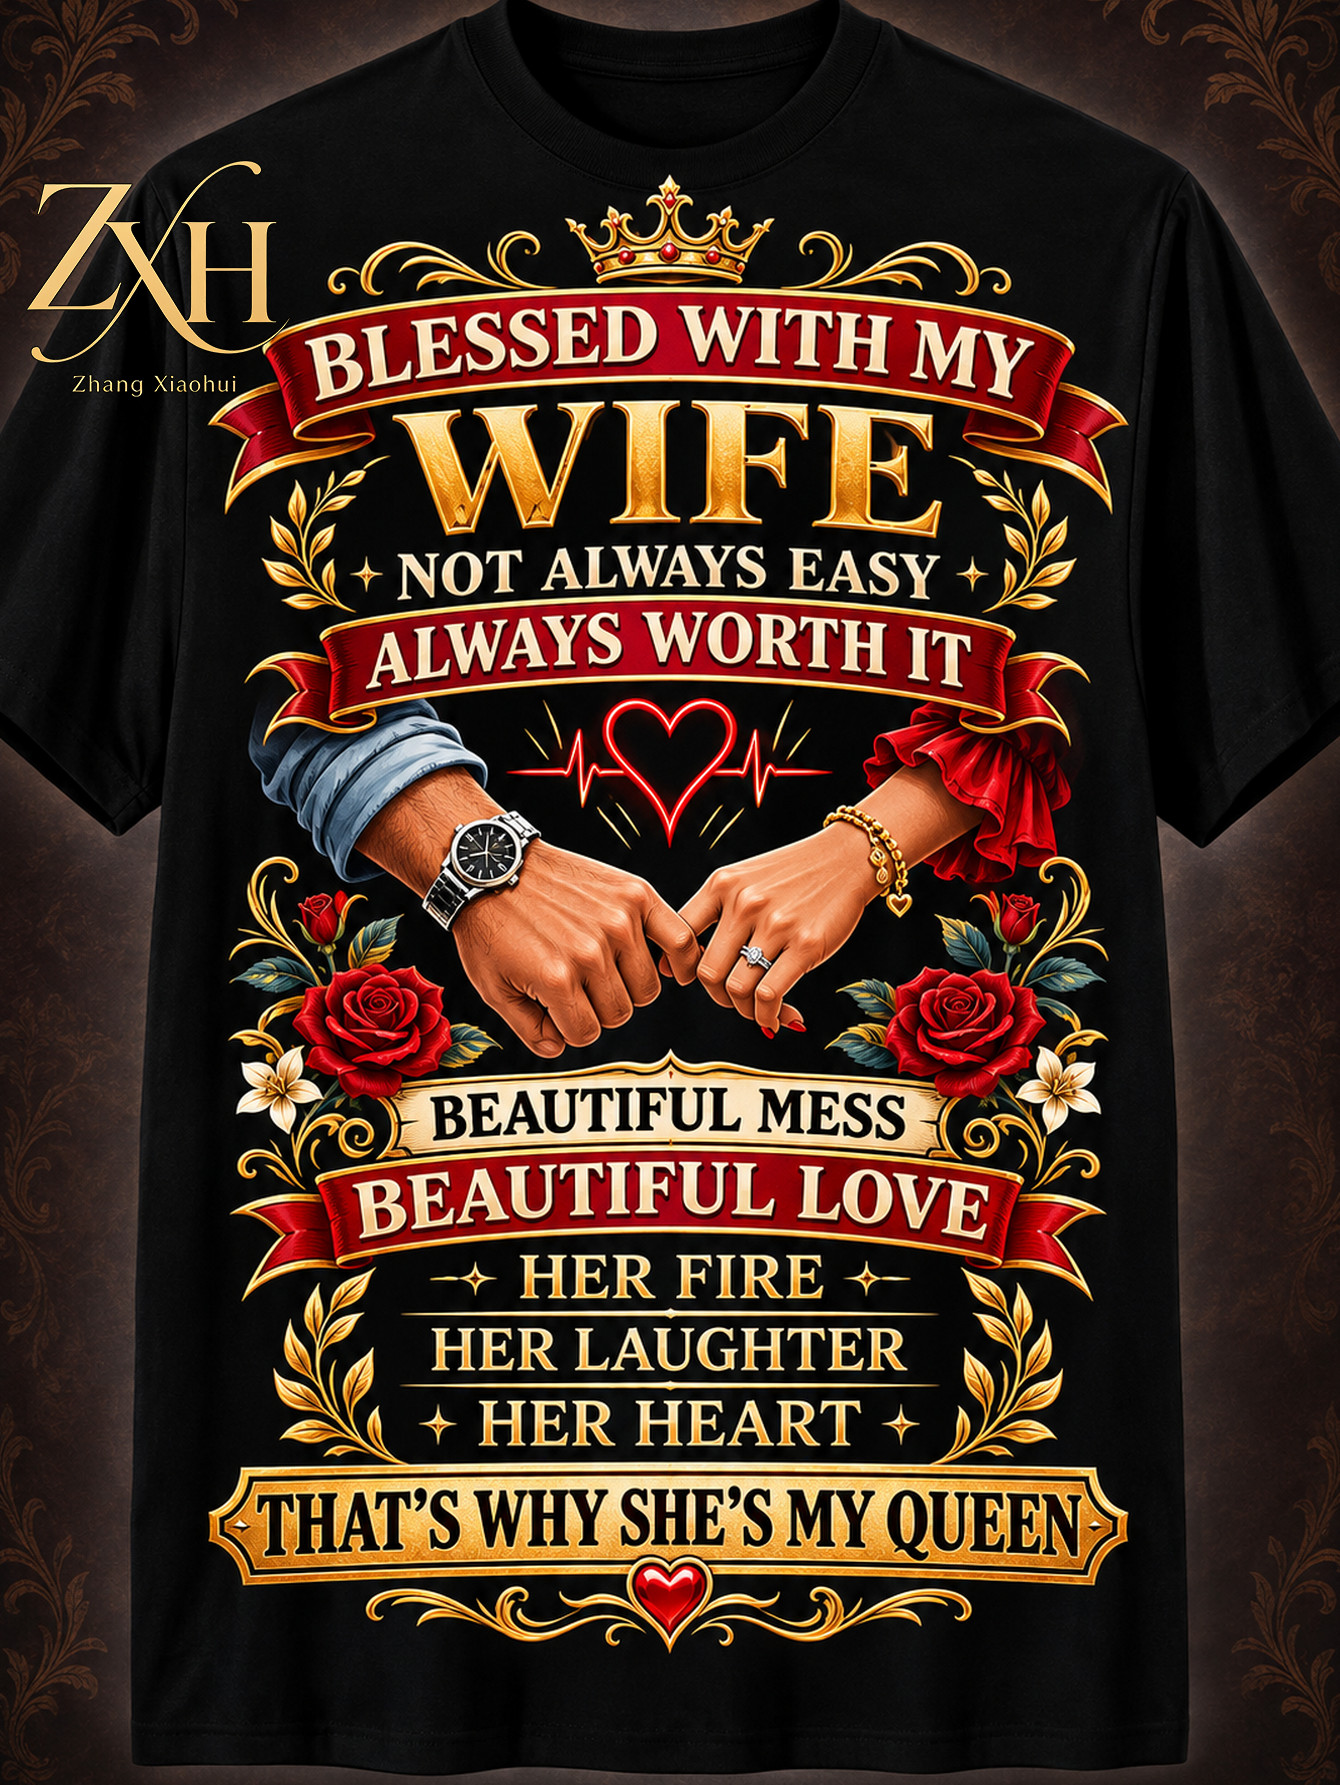 ZXH
Zhang Xiaohui
BLESSED WITH MY
WIFE
NOT ALWAYS EASY
ALWAYS WORTH IT
BEAUTIFUL MESS
BEAUTIFUL LOVE
HER FIRE
HER LAUGHTER
HER HEART
THAT'S WHY SHE'S MY QUEEN